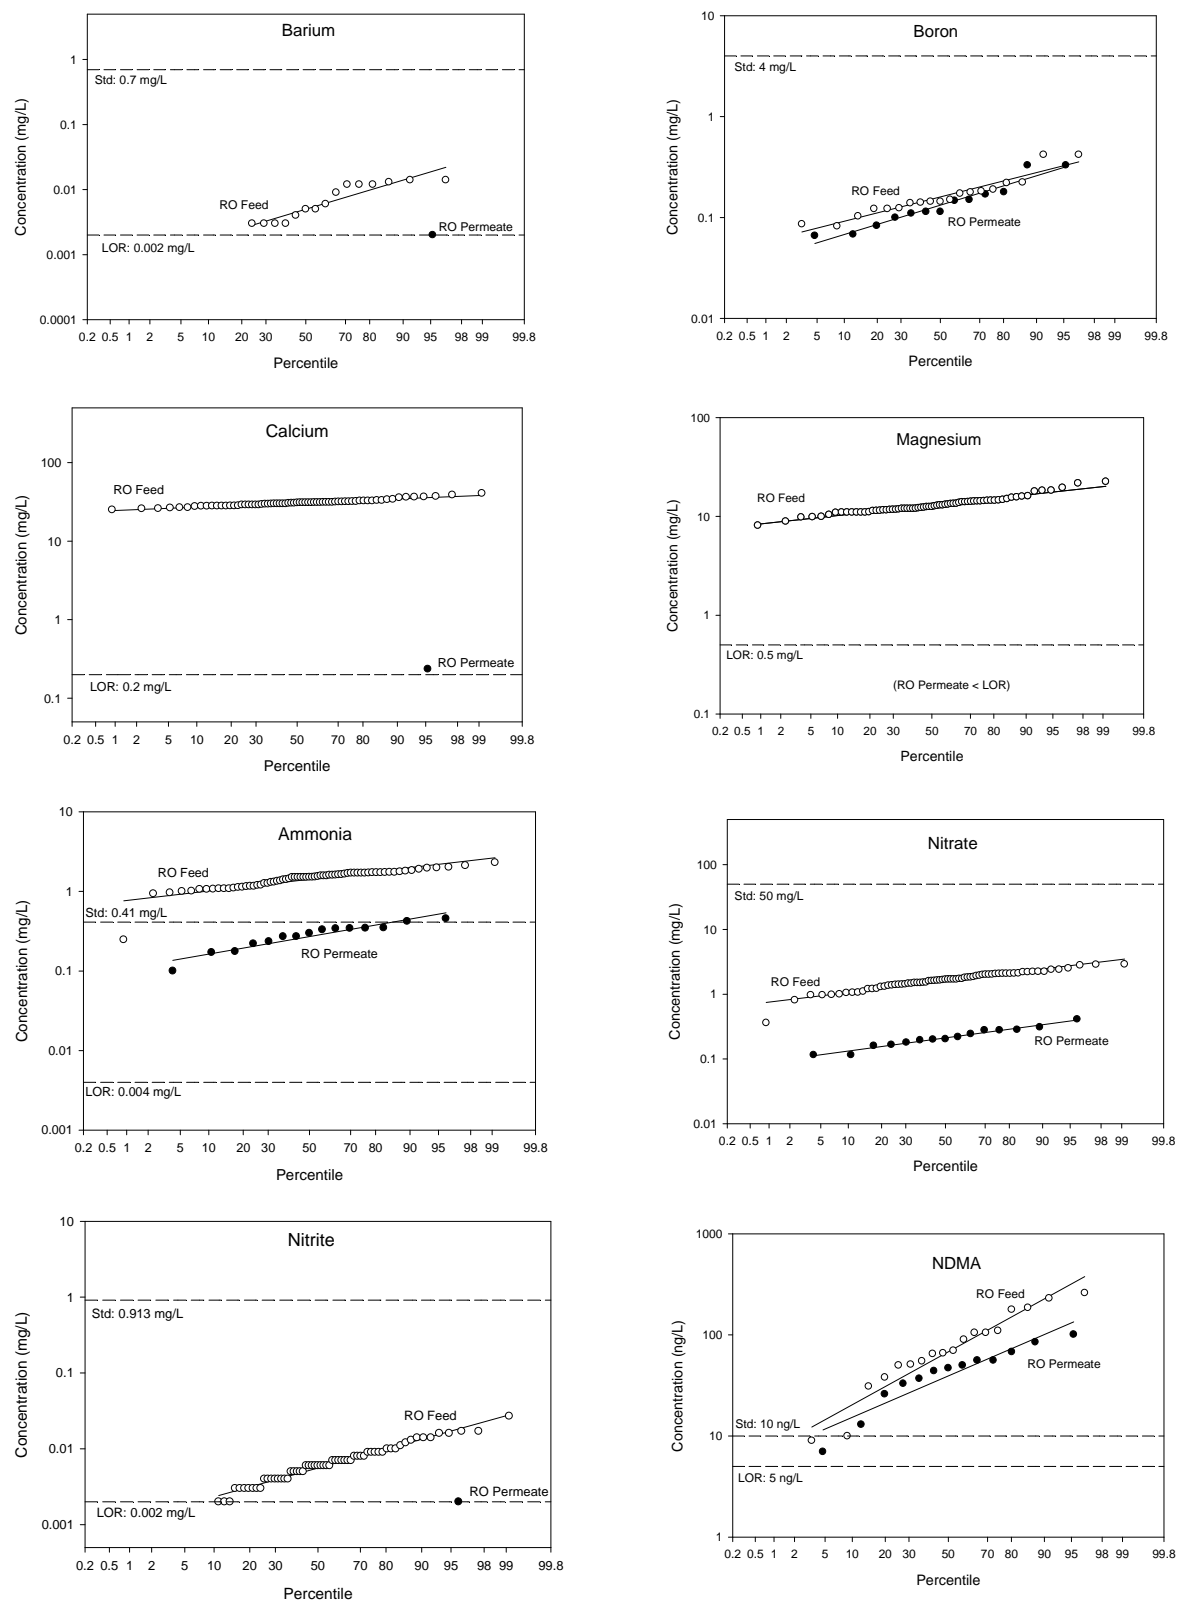 Barium
Concentration (mg/L)
1
0.1
0.01
0.001
0.0001
Std: 0.7 mg/L
RO Feed
RO Permeate
LOR: 0.002 mg/L
0.2 0.5 1 2 5 10 20 30 50 70 80 90 95 98 99 99.8
Percentile
Boron
Concentration (mg/L)
10
1
0.1
0.01
Std: 4 mg/L
RO Feed
RO Permeate
0.2 0.5 1 2 5 10 20 30 50 70 80 90 95 98 99 99.8
Percentile
Calcium
Concentration (mg/L)
100
10
1
0.1
RO Feed
RO Permeate
LOR: 0.2 mg/L
0.2 0.5 1 2 5 10 20 30 50 70 80 90 95 98 99 99.8
Percentile
Magnesium
Concentration (mg/L)
100
10
1
0.1
RO Feed
LOR: 0.5 mg/L
(RO Permeate < LOR)
0.2 0.5 1 2 5 10 20 30 50 70 80 90 95 98 99 99.8
Percentile
Ammonia
Concentration (mg/L)
10
1
0.1
0.01
0.001
RO Feed
Std: 0.41 mg/L
RO Permeate
LOR: 0.004 mg/L
0.2 0.5 1 2 5 10 20 30 50 70 80 90 95 98 99 99.8
Percentile
Nitrate
Concentration (mg/L)
100
10
1
0.1
0.01
Std: 50 mg/L
RO Feed
RO Permeate
0.2 0.5 1 2 5 10 20 30 50 70 80 90 95 98 99 99.8
Percentile
Nitrite
Concentration (mg/L)
10
1
0.1
0.01
0.001
Std: 0.913 mg/L
RO Feed
RO Permeate
LOR: 0.002 mg/L
0.2 0.5 1 2 5 10 20 30 50 70 80 90 95 98 99 99.8
Percentile
NDMA
Concentration (ng/L)
1000
100
10
1
RO Feed
RO Permeate
Std: 10 ng/L
LOR: 5 ng/L
0.2 0.5 1 2 5 10 20 30 50 70 80 90 95 98 99 99.8
Percentile